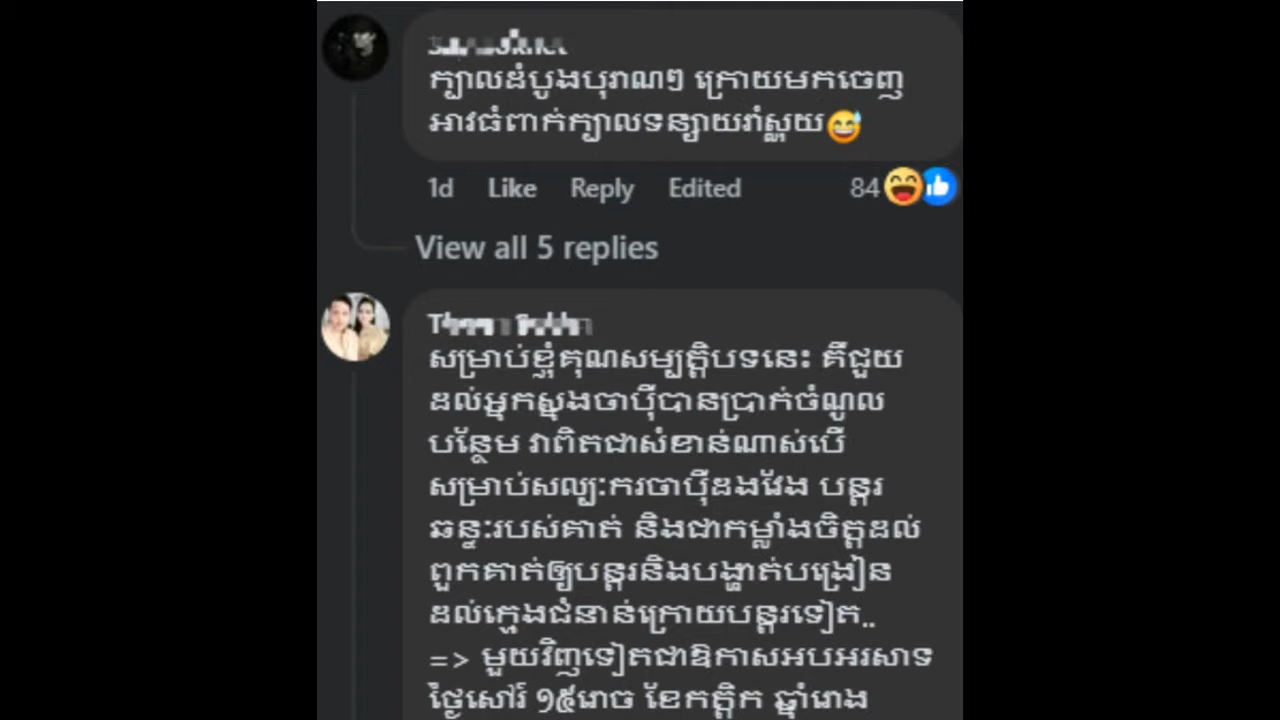 ក្បាលដំបូងបុរាណៗ ក្រោយមកចេញ
អាវធំពាក់ក្បាលទន្សាយរាំស្លុយ😅
1d Like Reply Edited 84
View all 5 replies
សម្រាប់ខ្ញុំគុណសម្បត្តិបទនេះ គឺជួយ
ដល់អ្នកស្នងចាប៉ីបានប្រាក់ចំណូល
បន្ថែម វាពិតជាសំខាន់ណាស់បើ
សម្រាប់សល្បៈករចាប៉ីដងវែង បន្តរ
ឆន្ទៈរបស់គាត់ និងជាកម្លាំងចិត្តដល់
ពួកគាត់ឲ្យបន្តរនិងបង្ហាត់បង្រៀន
ដល់ក្មេងជំនាន់ក្រោយបន្តរទៀត..
=> មួយវិញទៀតជាឱកាសអបអរសាទ
ថ្ងៃសៅរ៍ ១៥រោច ខែកត្តិក ឆ្នាំរោង